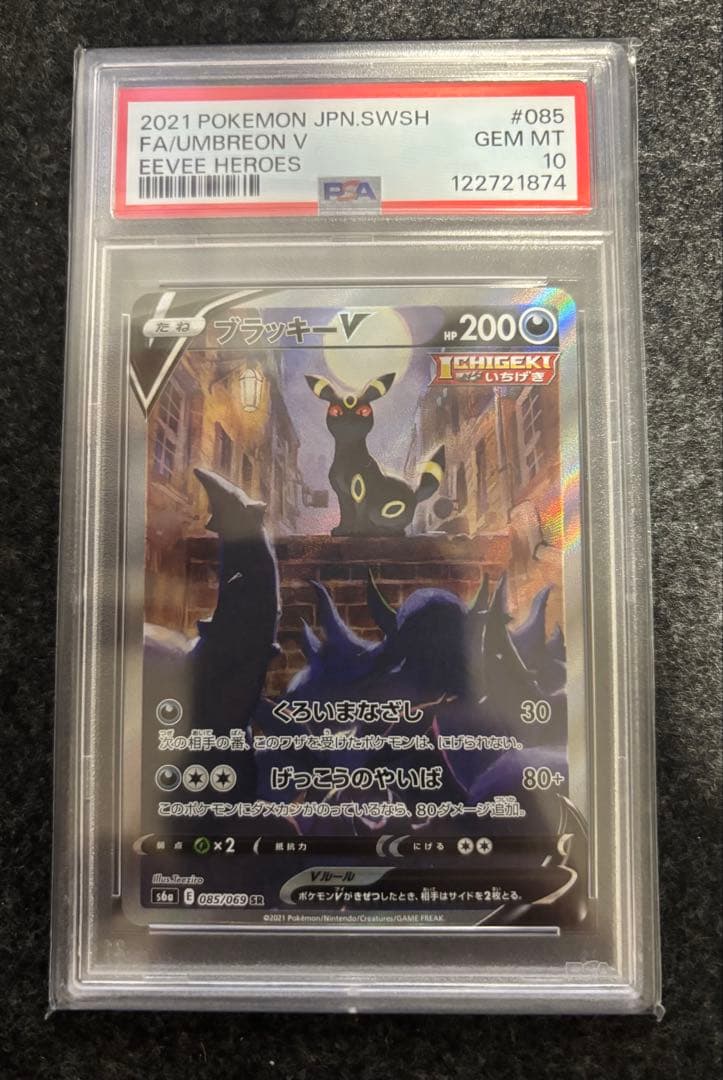 2021 POKEMON JPN.SWSH #085
FA/UMBREON V GEM MT
EEVEE HEROES 10
PSA 122721874
たね ブラッキーV HP 200
ICHIGEKI
いちげき
くろいまなざし 30
次の相手の番、このワザを受けたポケモンは、にげられない。
げっこうのやいば 80+
このポケモンにダメカンがのっているなら、80ダメージ追加。
弱点 ×2 抵抗力 にげる
Illus.Teeziro
Vルール
ポケモンVがきぜつしたとき、相手はサイドを2枚とる。
s6a E 085/069 SR
©2021 Pokémon/Nintendo/Creatures/GAME FREAK.